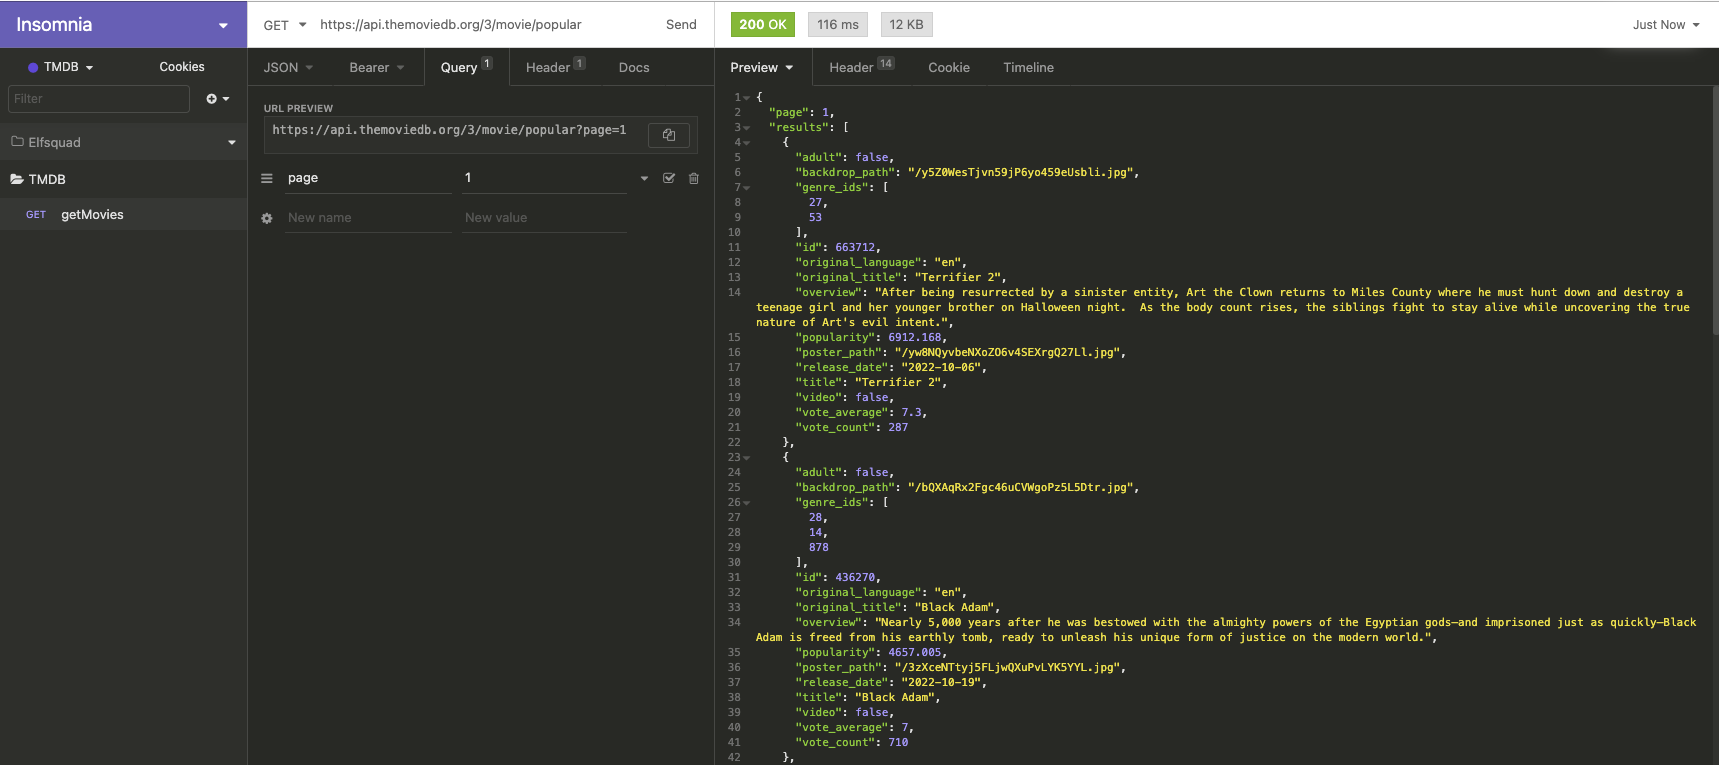 Insomnia
GET https://api.themoviedb.org/3/movie/popular Send
200 OK 116 ms 12 KB Just Now
TMDB Cookies
JSON Bearer Query 1 Header 1 Docs
Preview Header 14 Cookie Timeline
Filter
Elfsquad
TMDB
GET getMovies
URL PREVIEW
https://api.themoviedb.org/3/movie/popular?page=1
page 1
New name New value
1 {
2 "page": 1,
3 "results": [
4 {
5 "adult": false,
6 "backdrop_path": "/y5Z0WesTjvn59jP6yo459eUsbli.jpg",
7 "genre_ids": [
8 27,
9 53
10 ],
11 "id": 663712,
12 "original_language": "en",
13 "original_title": "Terrifier 2",
14 "overview": "After being resurrected by a sinister entity, Art the Clown returns to Miles County where he must hunt down and destroy a
teenage girl and her younger brother on Halloween night.  As the body count rises, the siblings fight to stay alive while uncovering the true
nature of Art's evil intent.",
15 "popularity": 6912.168,
16 "poster_path": "/yw8NQyvbeNXoZO6v4SEXrgQ27Ll.jpg",
17 "release_date": "2022-10-06",
18 "title": "Terrifier 2",
19 "video": false,
20 "vote_average": 7.3,
21 "vote_count": 287
22 },
23 {
24 "adult": false,
25 "backdrop_path": "/bQXAqRx2Fgc46uCVWgoPz5L5Dtr.jpg",
26 "genre_ids": [
27 28,
28 14,
29 878
30 ],
31 "id": 436270,
32 "original_language": "en",
33 "original_title": "Black Adam",
34 "overview": "Nearly 5,000 years after he was bestowed with the almighty powers of the Egyptian gods—and imprisoned just as quickly—Black
Adam is freed from his earthly tomb, ready to unleash his unique form of justice on the modern world.",
35 "popularity": 4657.005,
36 "poster_path": "/3zXceNTtyj5FLjwQXuPvLYK5YYL.jpg",
37 "release_date": "2022-10-19",
38 "title": "Black Adam",
39 "video": false,
40 "vote_average": 7,
41 "vote_count": 710
42 },